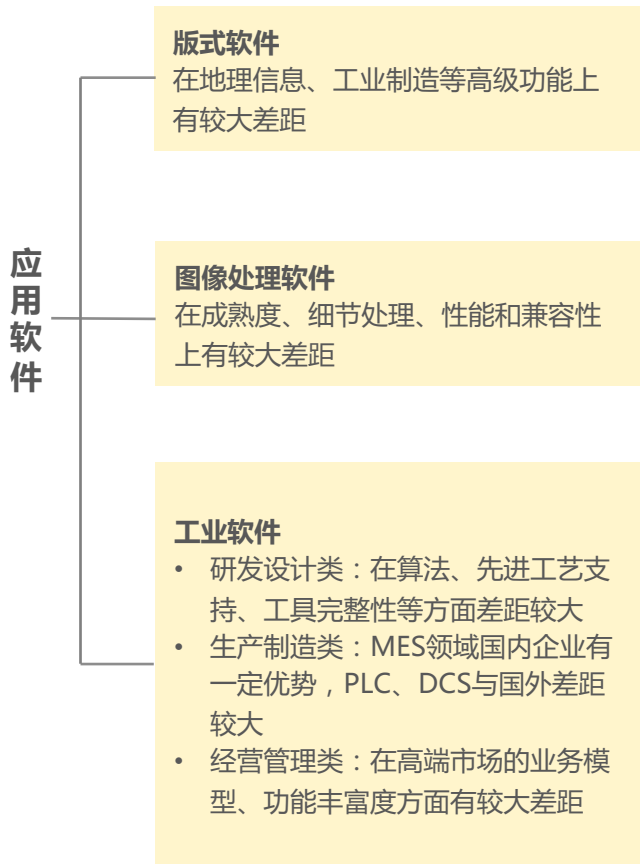 应用软件
版式软件
在地理信息、工业制造等高级功能上
有较大差距
图像处理软件
在成熟度、细节处理、性能和兼容性
上有较大差距
工业软件
• 研发设计类：在算法、先进工艺支
持、工具完整性等方面差距较大
• 生产制造类：MES领域国内企业有
一定优势，PLC、DCS与国外差距
较大
• 经营管理类：在高端市场的业务模
型、功能丰富度方面有较大差距